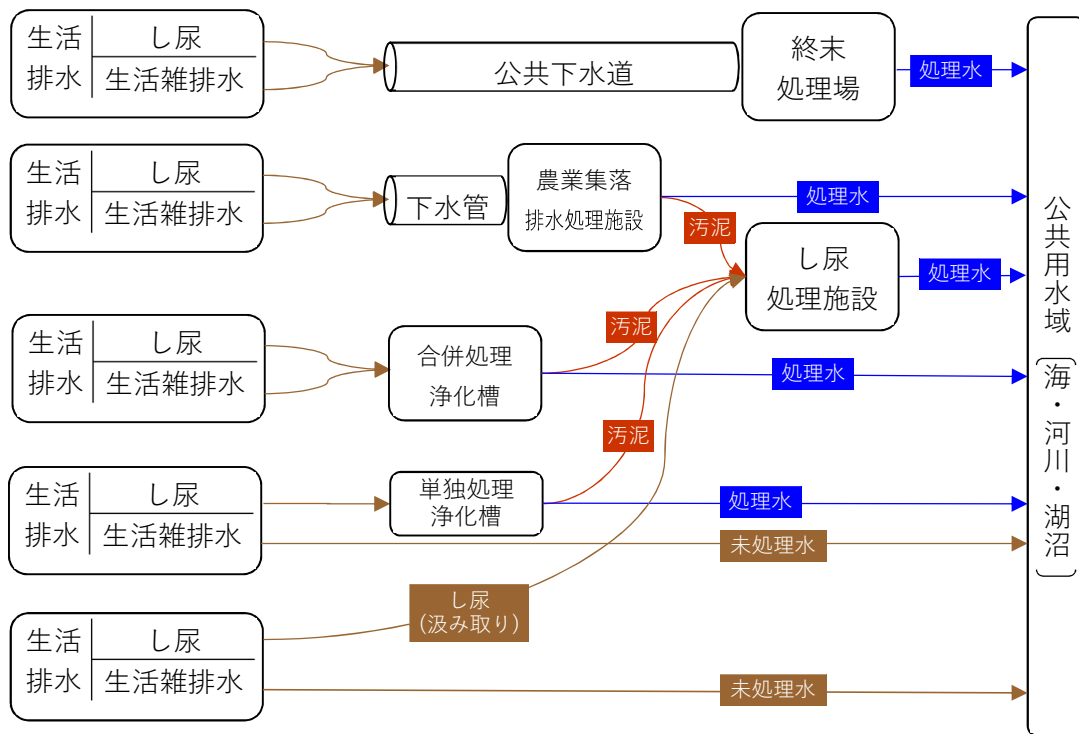 生活
排水
し尿
生活雑排水
公共下水道
終末
処理場
処理水
生活
排水
し尿
生活雑排水
下水管
農業集落
排水処理施設
処理水
汚泥
し尿
処理施設
処理水
生活
排水
し尿
生活雑排水
合併処理
浄化槽
汚泥
処理水
生活
排水
し尿
生活雑排水
単独処理
浄化槽
汚泥
処理水
未処理水
生活
排水
し尿
生活雑排水
し尿
(汲み取り)
未処理水
公共用水域
(海・河川・湖沼)